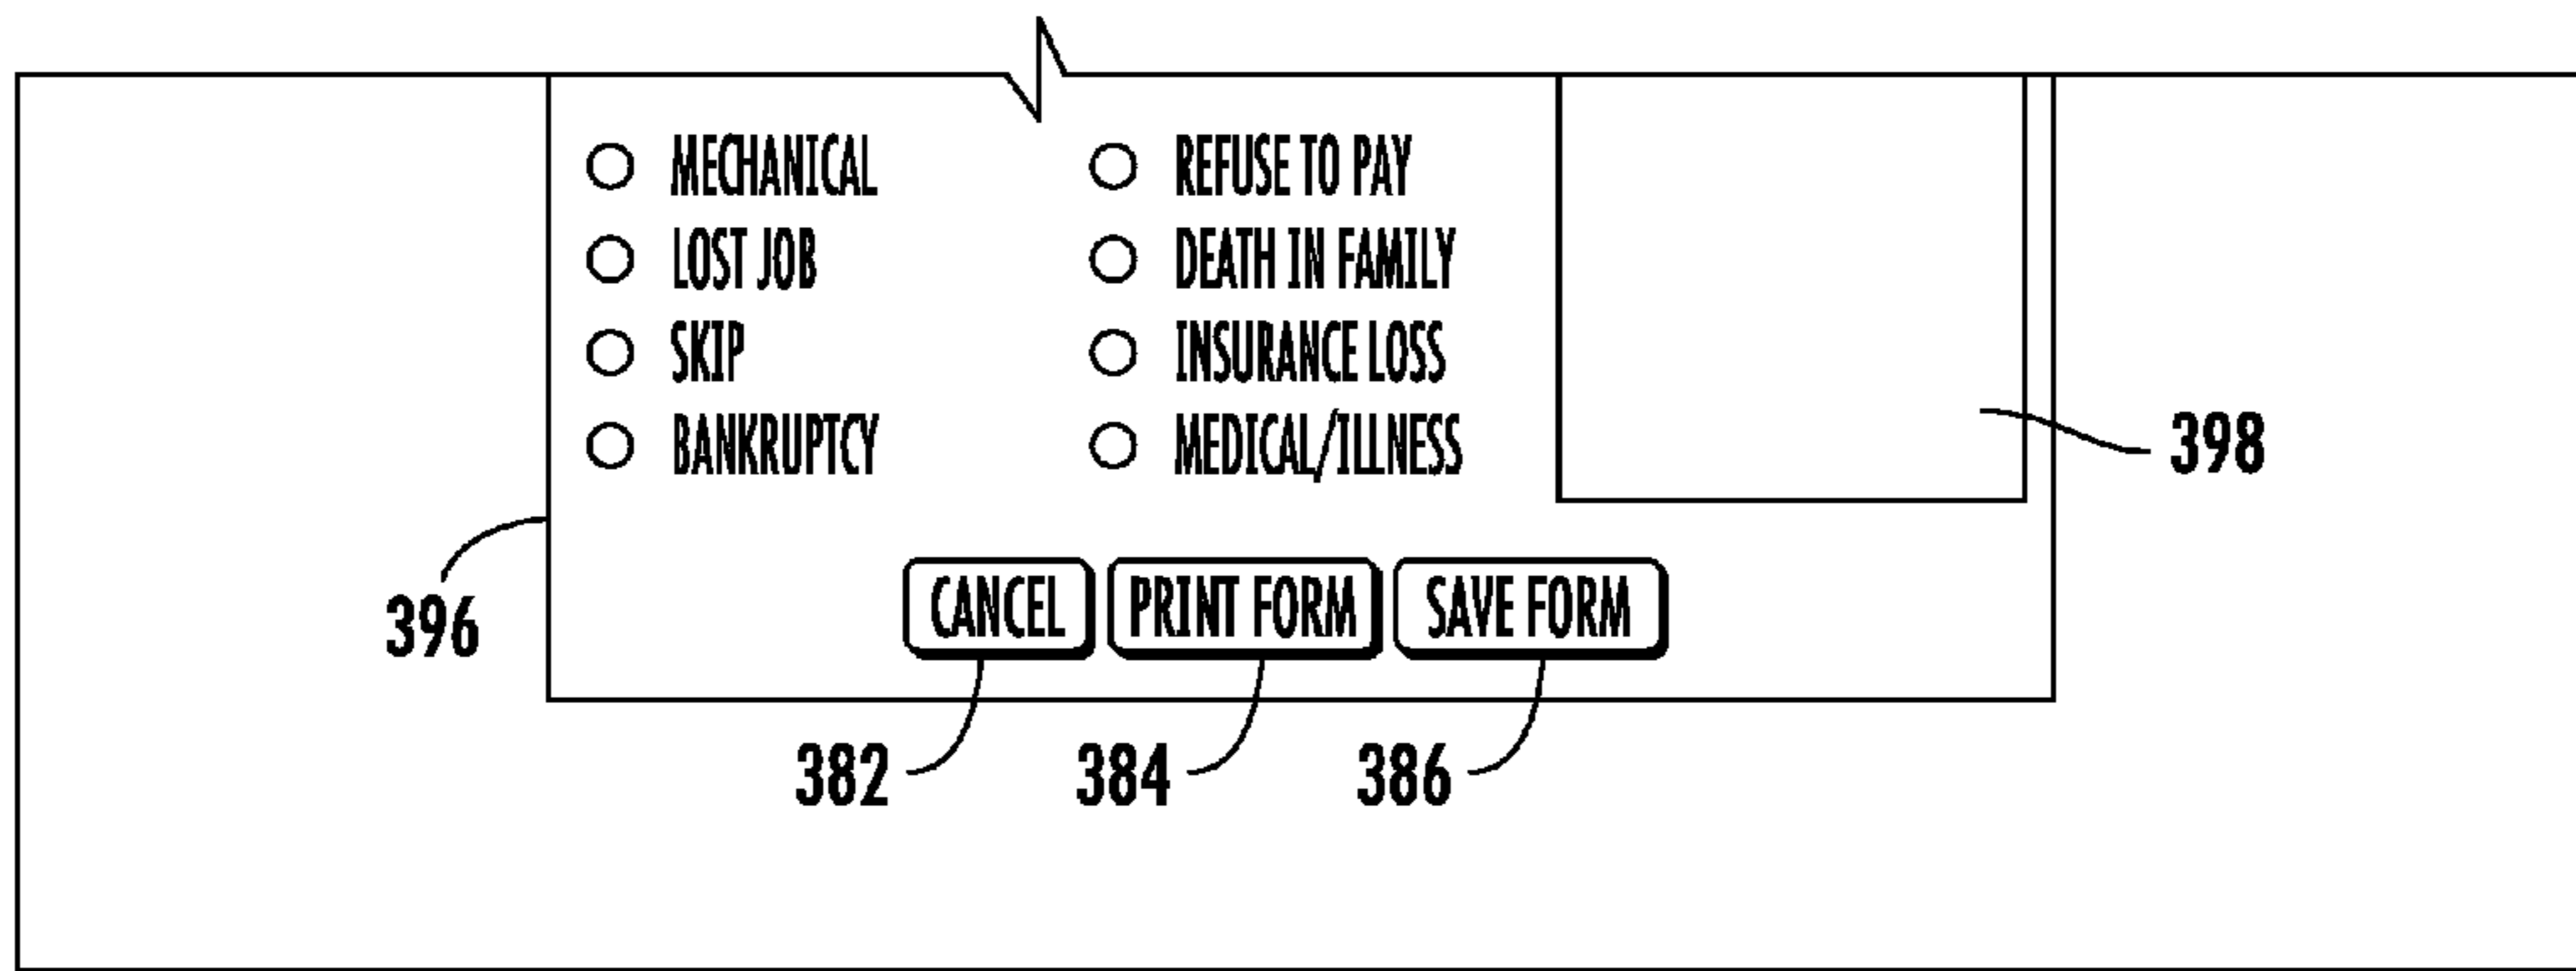 MECHANICAL REFUSE TO PAY
LOST JOB DEATH IN FAMILY
SKIP INSURANCE LOSS
BANKRUPTCY MEDICAL/ILLNESS
398
396
CANCEL PRINT FORM SAVE FORM
382 384 386